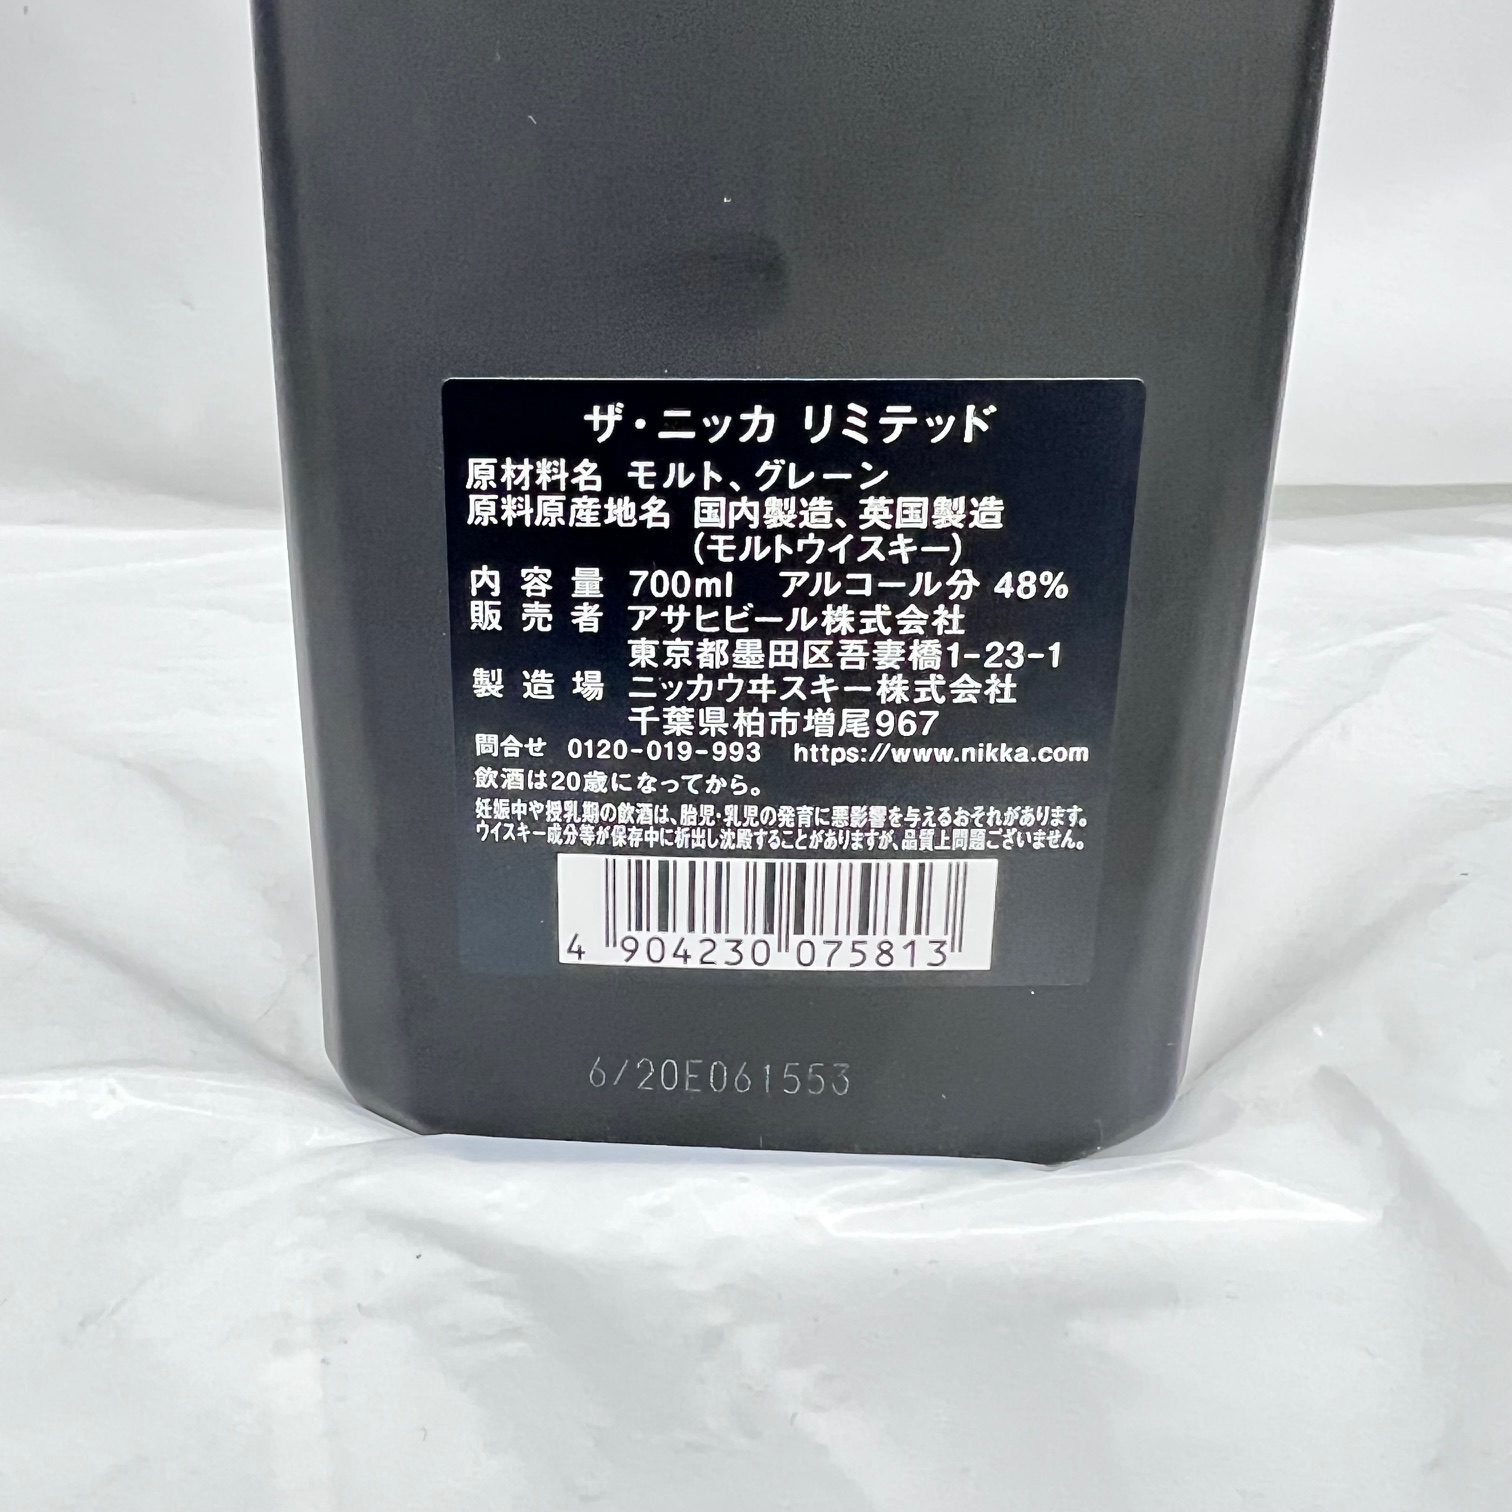 ザ・ニッカ リミテッド
原材料名 モルト、グレーン
原料原産地名 国内製造、英国製造
(モルトウイスキー)
内容量 700ml アルコール分 48%
販売者 アサヒビール株式会社
東京都墨田区吾妻橋1-23-1
製造場 ニッカウヰスキー株式会社
千葉県柏市増尾967
問合せ 0120-019-993 https://www.nikka.com
飲酒は20歳になってから。
妊娠中や授乳期の飲酒は、胎児・乳児の発育に悪影響を与えるおそれがあります。
ウイスキー成分等が保存中に析出し沈殿することがありますが、品質上問題ございません。
4 904230 075813
6/20E061553